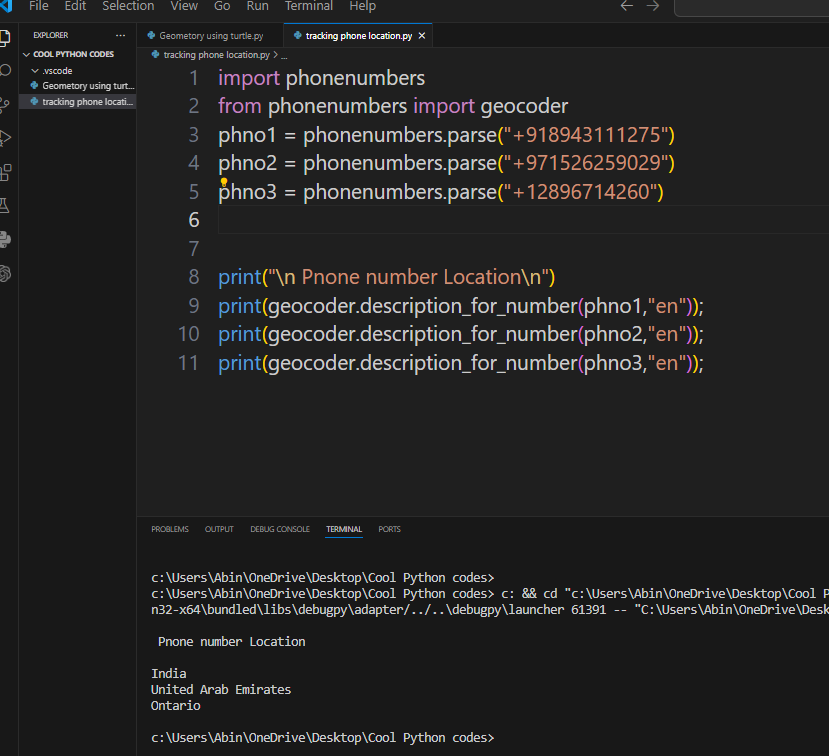 File Edit Selection View Go Run Terminal Help
EXPLORER ...
COOL PYTHON CODES
.vscode
Geometory using turt...
tracking phone locati...
Geometory using turtle.py tracking phone location.py ×
tracking phone location.py > ...
1 import phonenumbers
2 from phonenumbers import geocoder
3 phno1 = phonenumbers.parse("+918943111275")
4 phno2 = phonenumbers.parse("+971526259029")
5 phno3 = phonenumbers.parse("+12896714260")
6
7
8 print("\n Pnone number Location\n")
9 print(geocoder.description_for_number(phno1,"en"));
10 print(geocoder.description_for_number(phno2,"en"));
11 print(geocoder.description_for_number(phno3,"en"));
PROBLEMS OUTPUT DEBUG CONSOLE TERMINAL PORTS
c:\Users\Abin\OneDrive\Desktop\Cool Python codes>
c:\Users\Abin\OneDrive\Desktop\Cool Python codes> c: && cd "c:\Users\Abin\OneDrive\Desktop\Cool P
n32-x64\bundled\libs\debugpy\adapter/../..\debugpy\launcher 61391 -- "C:\Users\Abin\OneDrive\Desk
Pnone number Location
India
United Arab Emirates
Ontario
c:\Users\Abin\OneDrive\Desktop\Cool Python codes>